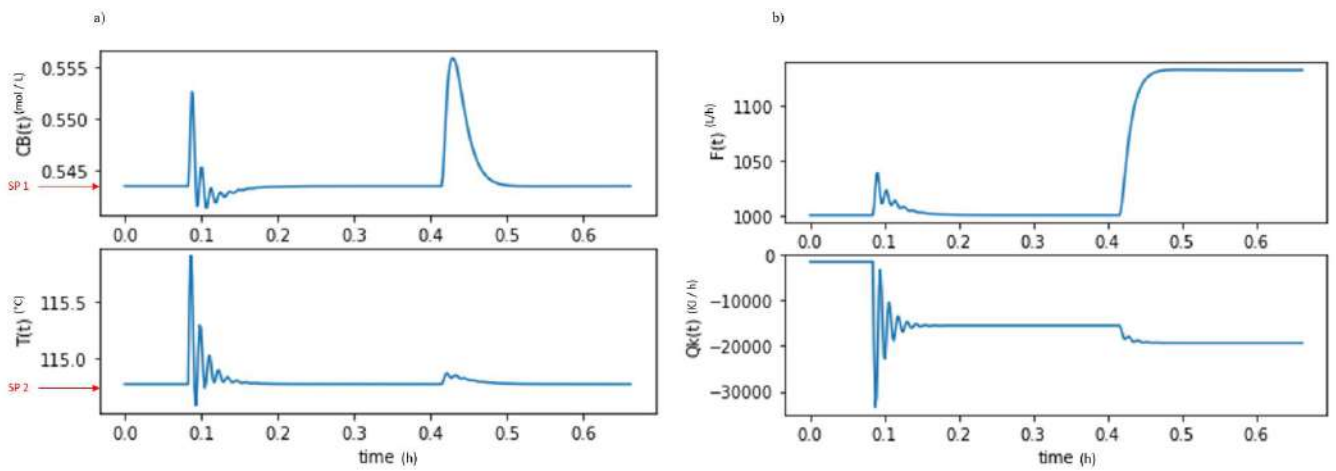 a)
CB(t) (mol / L)
0.555
0.550
0.545
SP 1
0.0 0.1 0.2 0.3 0.4 0.5 0.6
T(t) (°C)
115.5
115.0
SP 2
0.0 0.1 0.2 0.3 0.4 0.5 0.6
time (h)
b)
F(t) (L/h)
1100
1050
1000
0.0 0.1 0.2 0.3 0.4 0.5 0.6
Qk(t) (KJ / h)
0
−10000
−20000
−30000
0.0 0.1 0.2 0.3 0.4 0.5 0.6
time (h)